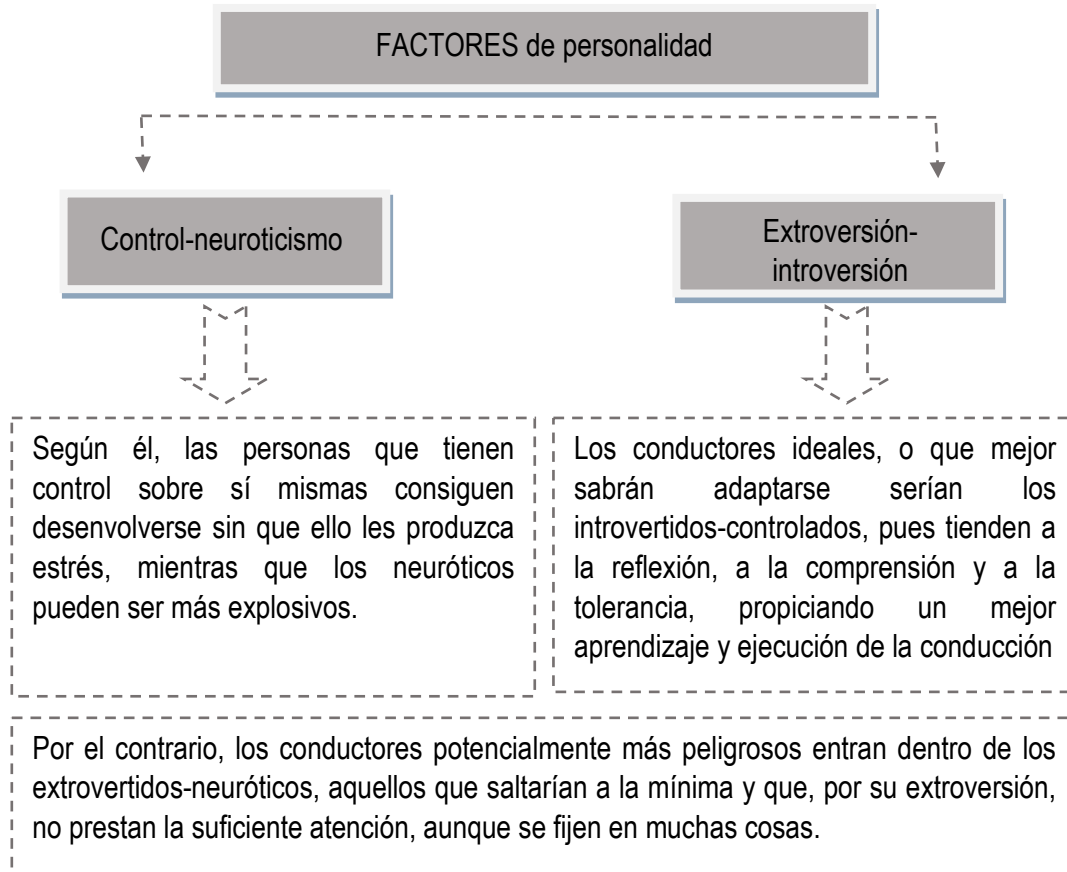 FACTORES de personalidad
Control-neuroticismo
Extroversión-
introversión
Según él, las personas que tienen
control sobre sí mismas consiguen
desenvolverse sin que ello les produzca
estrés, mientras que los neuróticos
pueden ser más explosivos.
Los conductores ideales, o que mejor
sabrán adaptarse serían los
introvertidos-controlados, pues tienden a
la reflexión, a la comprensión y a la
tolerancia, propiciando un mejor
aprendizaje y ejecución de la conducción
Por el contrario, los conductores potencialmente más peligrosos entran dentro de los
extrovertidos-neuróticos, aquellos que saltarían a la mínima y que, por su extroversión,
no prestan la suficiente atención, aunque se fijen en muchas cosas.